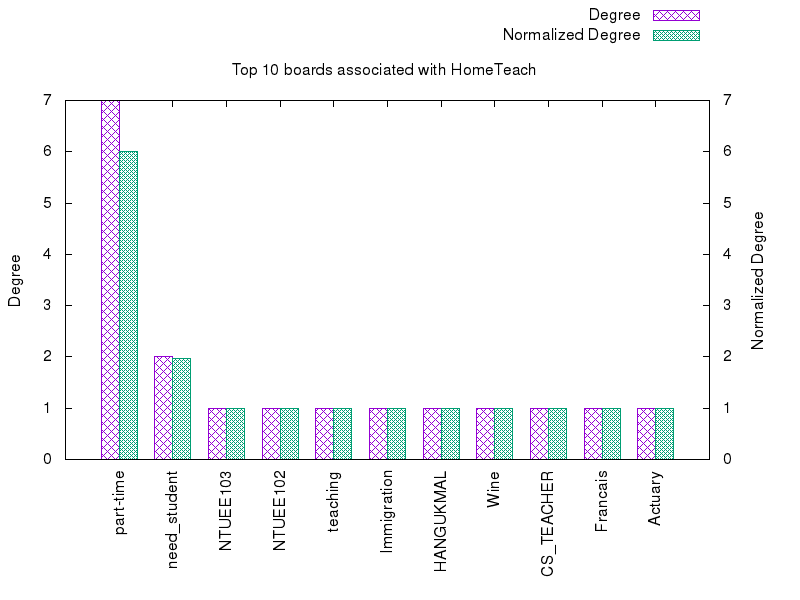 Degree
Normalized Degree
Top 10 boards associated with HomeTeach
7
6
5
4
3
2
1
0
7
6
5
4
3
2
1
0
Degree
Normalized Degree
part-time
need_student
NTUEE103
NTUEE102
teaching
Immigration
HANGUKMAL
Wine
CS_TEACHER
Francais
Actuary